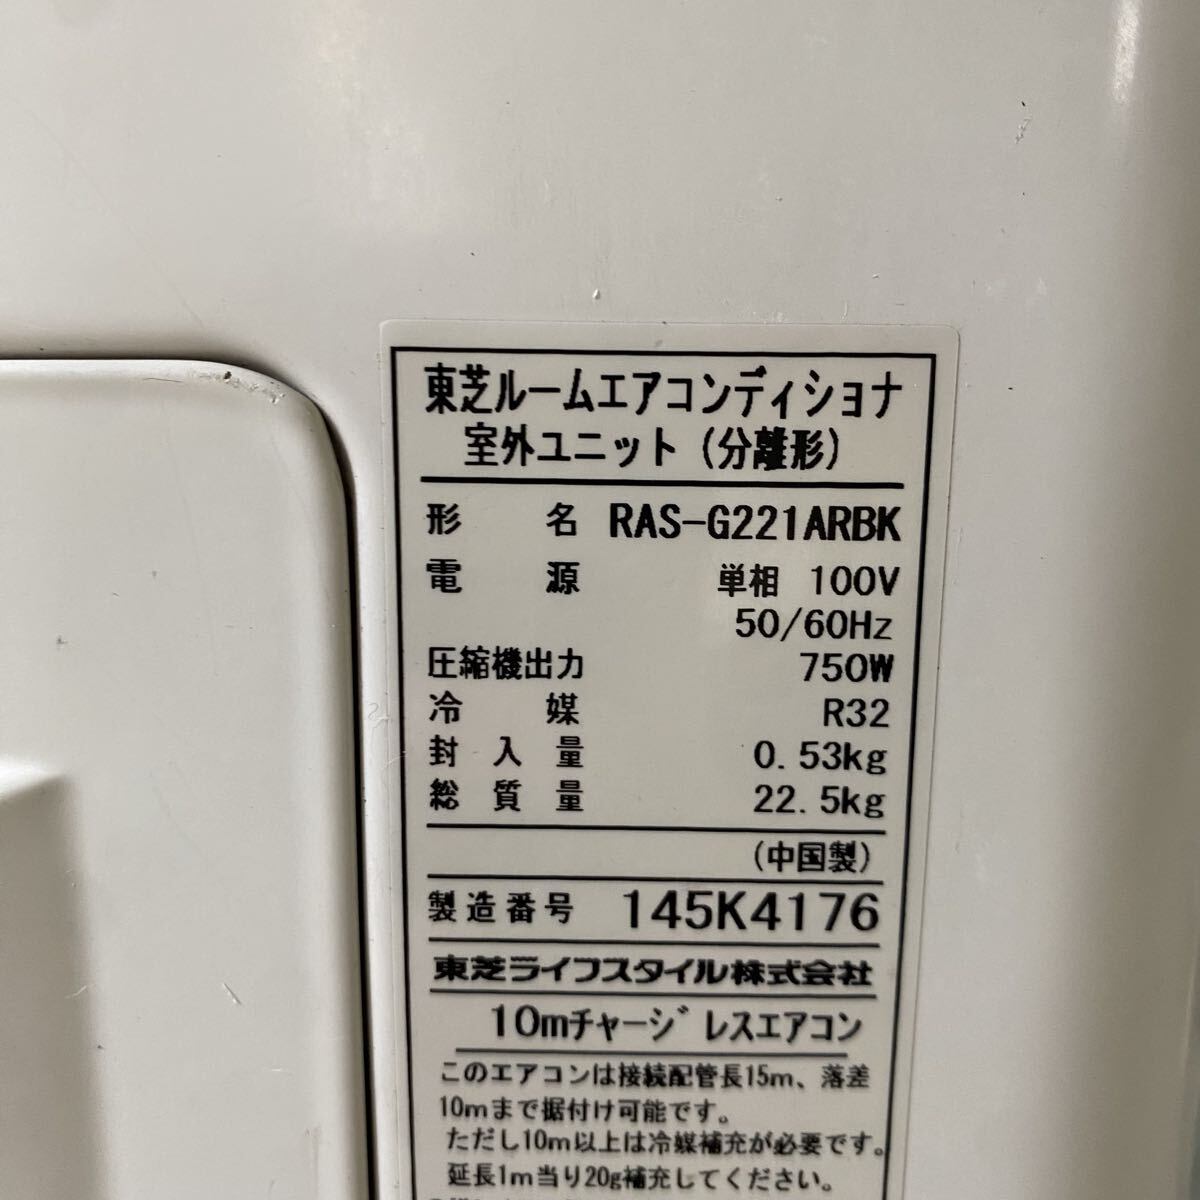 東芝ルームエアコンディショナ
室外ユニット（分離形）
形名 RAS-G221ARBK
電源 単相 100V
50/60Hz
圧縮機出力 750W
冷媒 R32
封入量 0.53kg
総質量 22.5kg
（中国製）
製造番号 145K4176
東芝ライフスタイル株式会社
10mチャージレスエアコン
このエアコンは接続配管長15m、落差
10mまで据付け可能です。
ただし10m以上は冷媒補充が必要です。
延長1m当り20g補充してください。